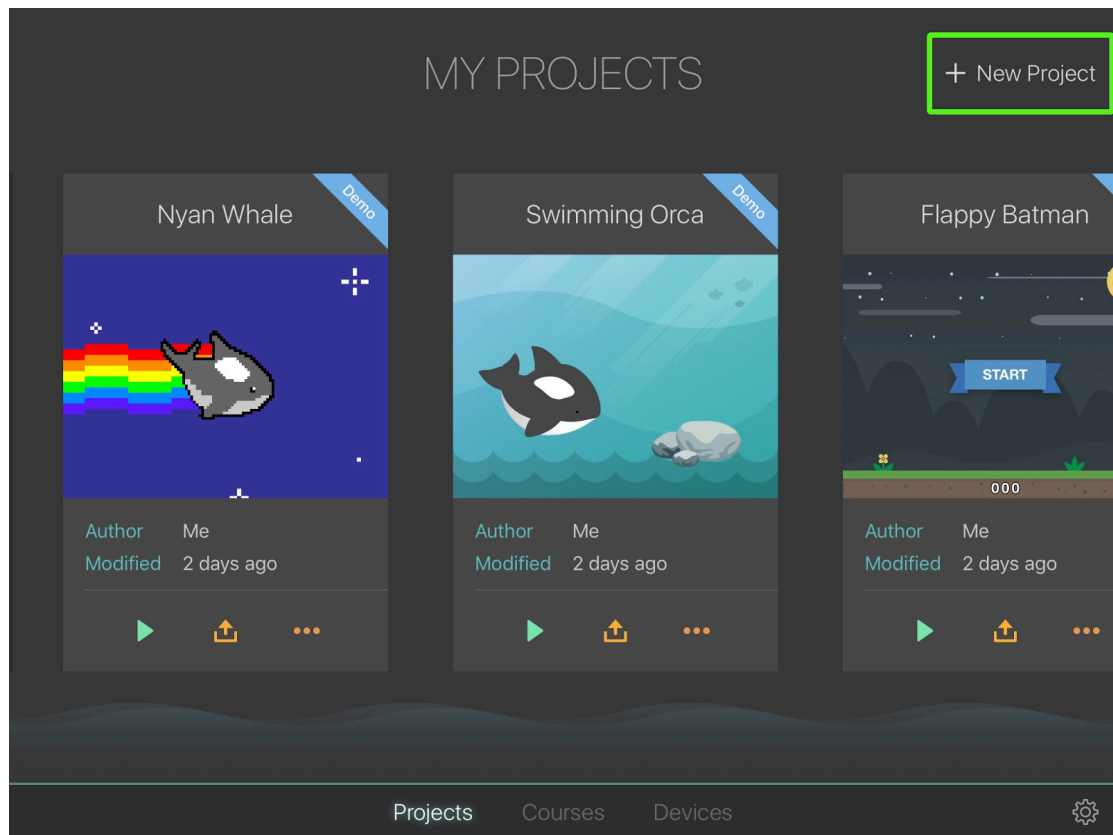 MY PROJECTS
+ New Project
Nyan Whale
Demo
Swimming Orca
Demo
Flappy Batman
START
000
Author Me
Modified 2 days ago
Author Me
Modified 2 days ago
Author Me
Modified 2 days ago
Projects Courses Devices